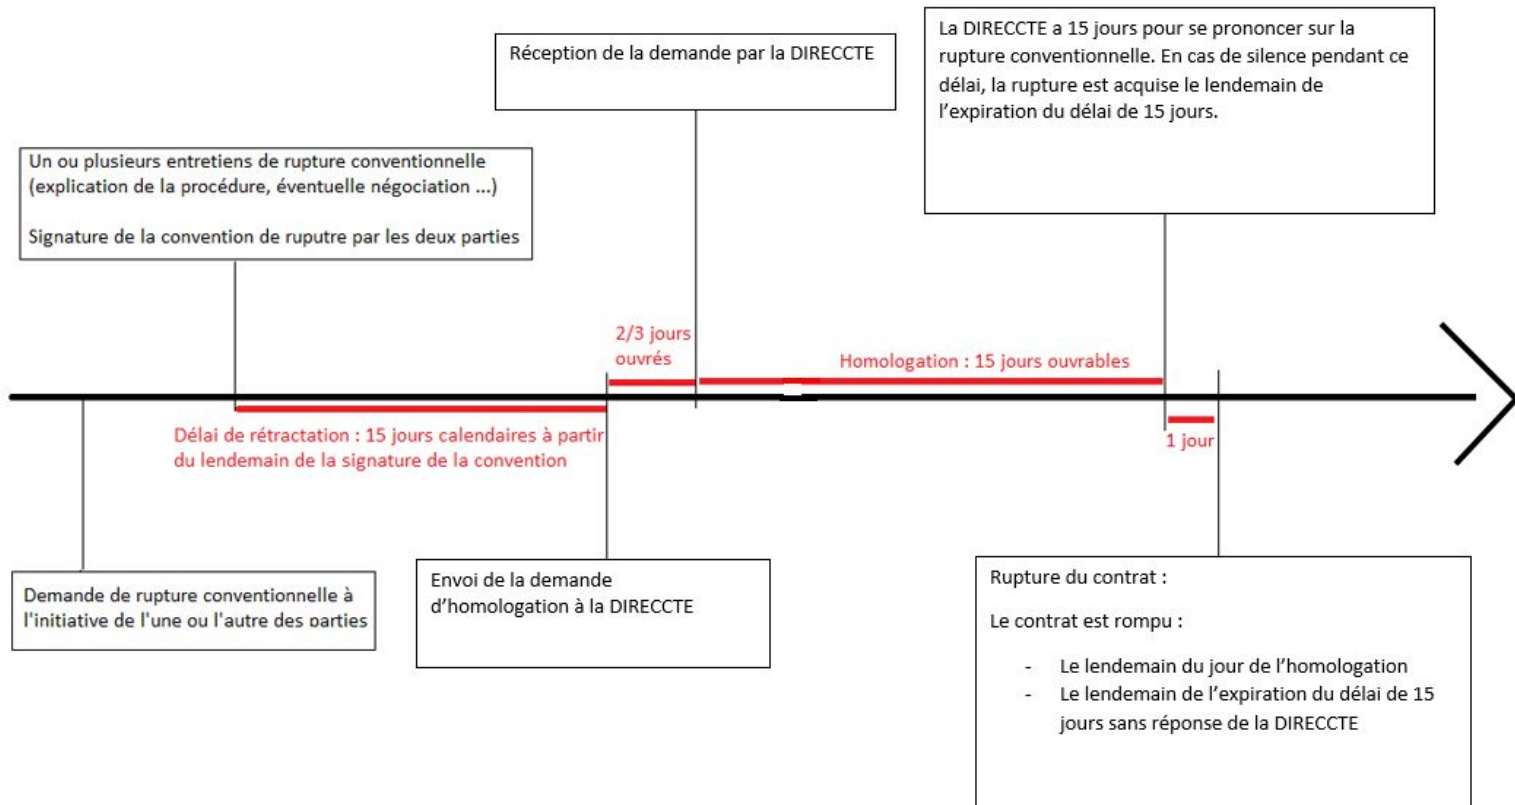 Réception de la demande par la DIRECCTE
La DIRECCTE a 15 jours pour se prononcer sur la
rupture conventionnelle. En cas de silence pendant ce
délai, la rupture est acquise le lendemain de
l’expiration du délai de 15 jours.
Un ou plusieurs entretiens de rupture conventionnelle
(explication de la procédure, éventuelle négociation ...)
Signature de la convention de ruputre par les deux parties
2/3 jours
ouvrés
Homologation : 15 jours ouvrables
Délai de rétractation : 15 jours calendaires à partir
du lendemain de la signature de la convention
1 jour
Demande de rupture conventionnelle à
l'initiative de l'une ou l'autre des parties
Envoi de la demande
d’homologation à la DIRECCTE
Rupture du contrat :
Le contrat est rompu :
- Le lendemain du jour de l’homologation
- Le lendemain de l’expiration du délai de 15
jours sans réponse de la DIRECCTE